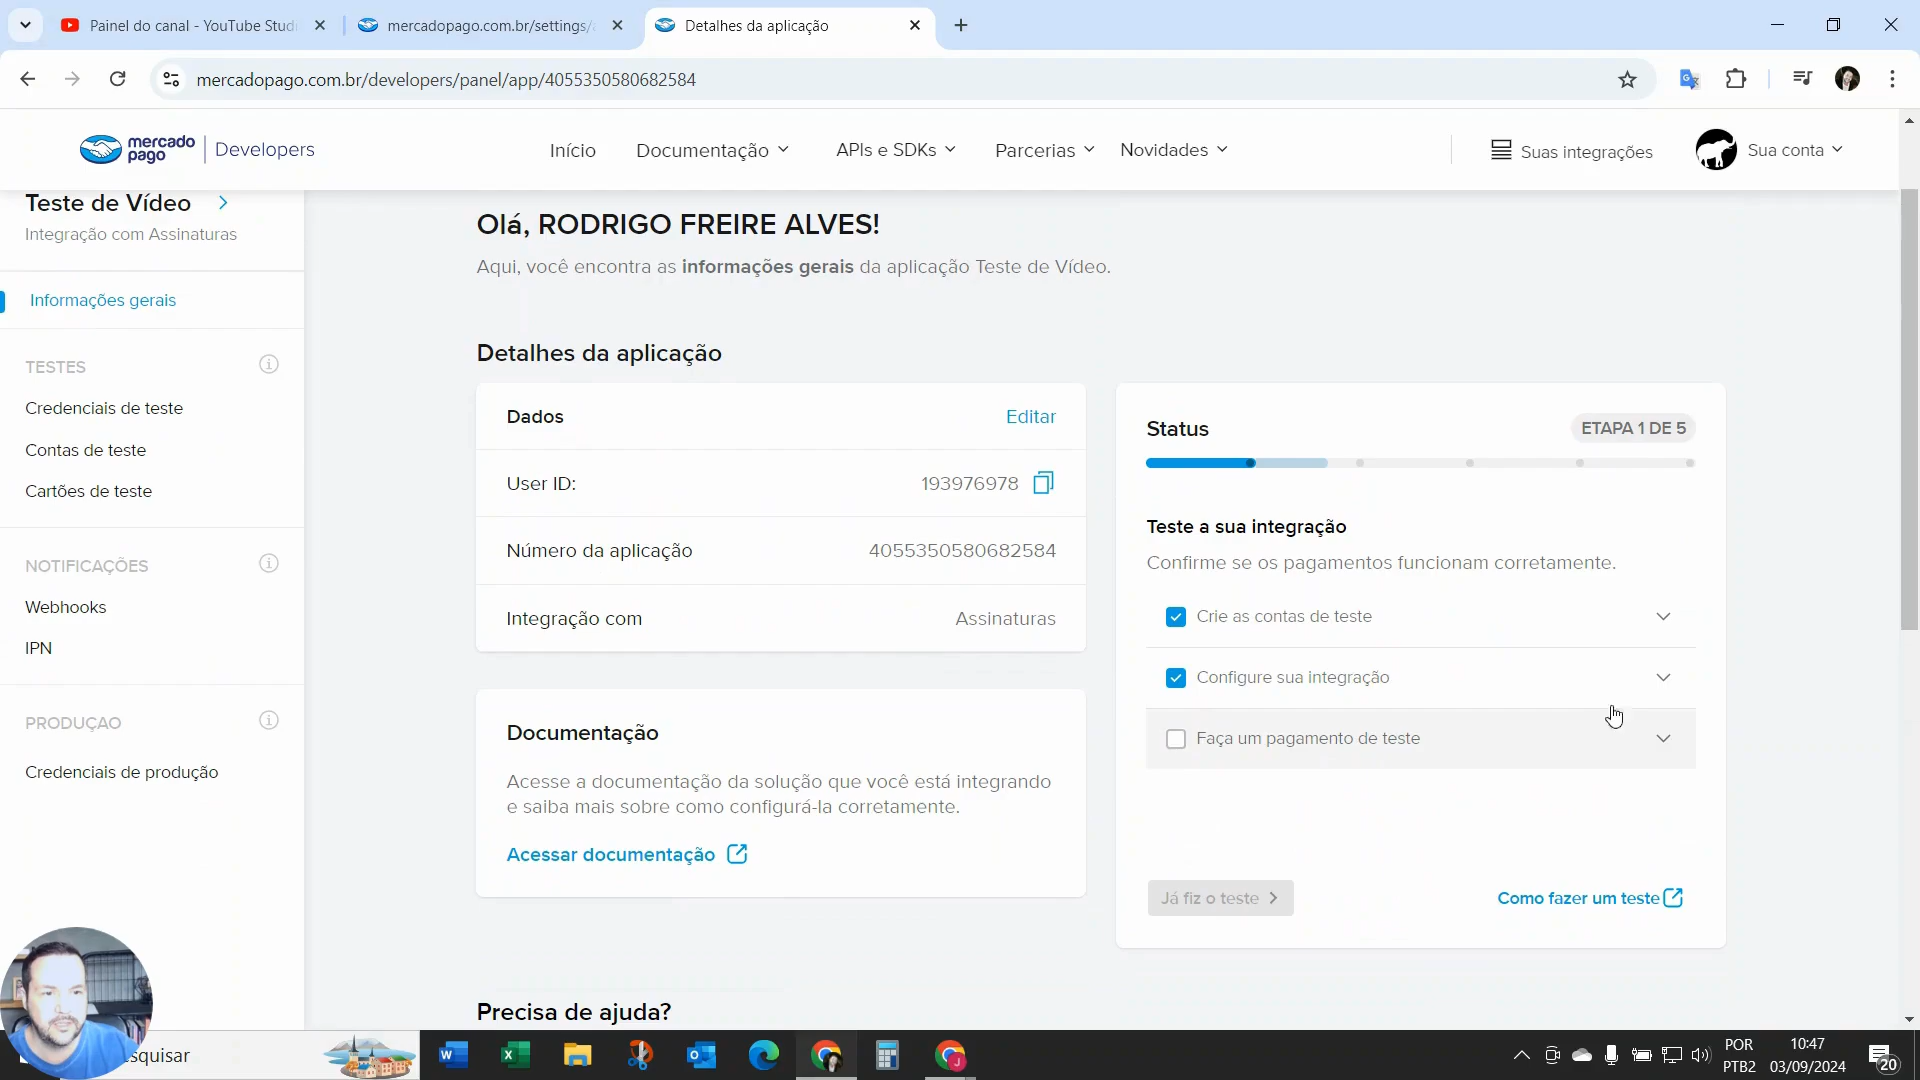 Painel do canal - YouTube Studi
mercadopago.com.br/settings/
Detalhes da aplicação
mercadopago.com.br/developers/panel/app/4055350580682584
mercado
pago
Developers
Início
Documentação
APIs e SDKs
Parcerias
Novidades
Suas integrações
Sua conta
Teste de Vídeo
Integração com Assinaturas
Informações gerais
TESTES
Credenciais de teste
Contas de teste
Cartões de teste
NOTIFICAÇÕES
Webhooks
IPN
PRODUÇAO
Credenciais de produção
Olá, RODRIGO FREIRE ALVES!
Aqui, você encontra as informações gerais da aplicação Teste de Vídeo.
Detalhes da aplicação
Dados
Editar
User ID:
193976978
Número da aplicação
4055350580682584
Integração com
Assinaturas
Documentação
Acesse a documentação da solução que você está integrando
e saiba mais sobre como configurá-la corretamente.
Acessar documentação
Status
ETAPA 1 DE 5
Teste a sua integração
Confirme se os pagamentos funcionam corretamente.
Crie as contas de teste
Configure sua integração
Faça um pagamento de teste
Já fiz o teste
Como fazer um teste
Precisa de ajuda?
squisar
POR
PTB2
10:47
03/09/2024
20